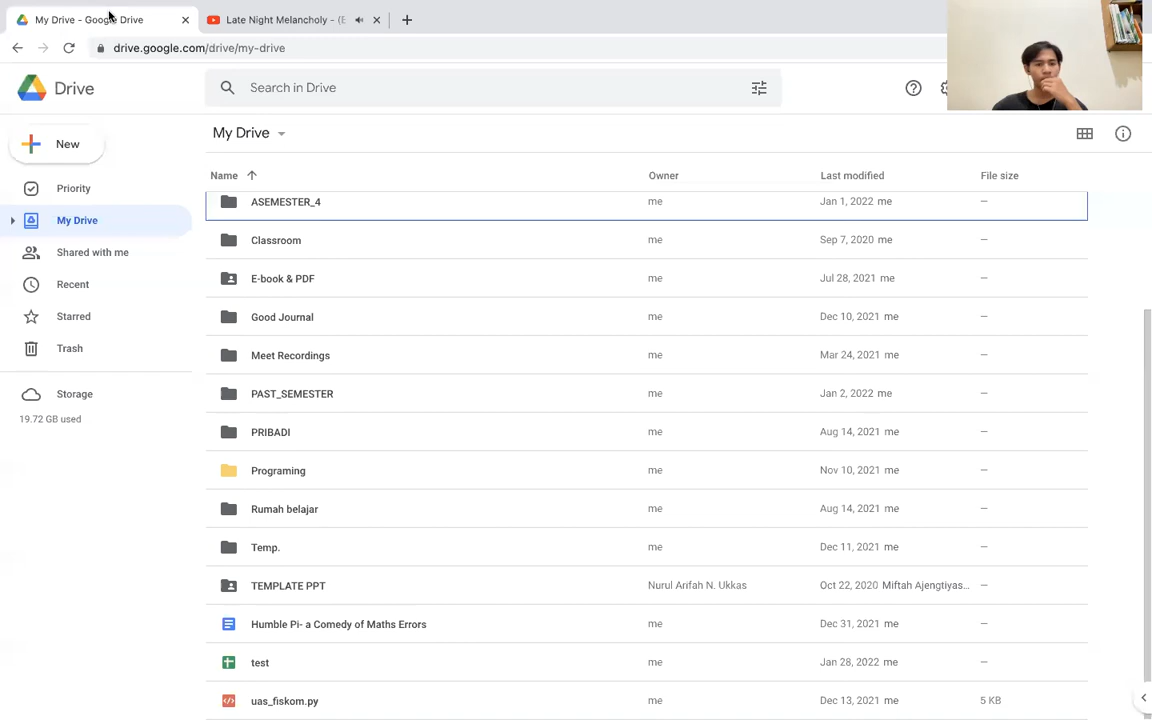 My Drive - Google Drive
Late Night Melancholy - (E
drive.google.com/drive/my-drive
Drive
Search in Drive
New
My Drive
Name Owner Last modified File size
Priority
My Drive
Shared with me
Recent
Starred
Trash
Storage
19.72 GB used
ASEMESTER_4 me Jan 1, 2022 me —
Classroom me Sep 7, 2020 me —
E-book & PDF me Jul 28, 2021 me —
Good Journal me Dec 10, 2021 me —
Meet Recordings me Mar 24, 2021 me —
PAST_SEMESTER me Jan 2, 2022 me —
PRIBADI me Aug 14, 2021 me —
Programing me Nov 10, 2021 me —
Rumah belajar me Aug 14, 2021 me —
Temp. me Dec 11, 2021 me —
TEMPLATE PPT Nurul Arifah N. Ukkas Oct 22, 2020 Miftah Ajengtiyas... —
Humble Pi- a Comedy of Maths Errors me Dec 31, 2021 me —
test me Jan 28, 2022 me —
uas_fiskom.py me Dec 13, 2021 me 5 KB